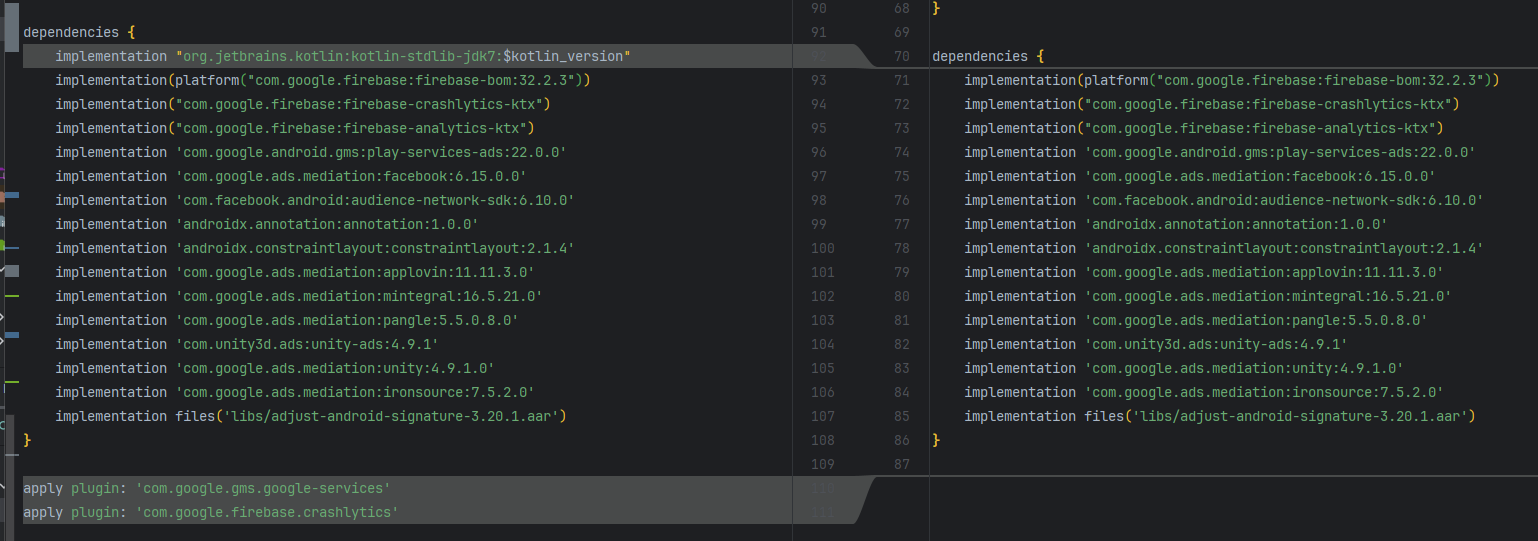 90 68 }
dependencies { 91 69
implementation "org.jetbrains.kotlin:kotlin-stdlib-jdk7:$kotlin_version" 92 70 dependencies {
implementation(platform("com.google.firebase:firebase-bom:32.2.3")) 93 71 implementation(platform("com.google.firebase:firebase-bom:32.2.3"))
implementation("com.google.firebase:firebase-crashlytics-ktx") 94 72 implementation("com.google.firebase:firebase-crashlytics-ktx")
implementation("com.google.firebase:firebase-analytics-ktx") 95 73 implementation("com.google.firebase:firebase-analytics-ktx")
implementation 'com.google.android.gms:play-services-ads:22.0.0' 96 74 implementation 'com.google.android.gms:play-services-ads:22.0.0'
implementation 'com.google.ads.mediation:facebook:6.15.0.0' 97 75 implementation 'com.google.ads.mediation:facebook:6.15.0.0'
implementation 'com.facebook.android:audience-network-sdk:6.10.0' 98 76 implementation 'com.facebook.android:audience-network-sdk:6.10.0'
implementation 'androidx.annotation:annotation:1.0.0' 99 77 implementation 'androidx.annotation:annotation:1.0.0'
implementation 'androidx.constraintlayout:constraintlayout:2.1.4' 100 78 implementation 'androidx.constraintlayout:constraintlayout:2.1.4'
implementation 'com.google.ads.mediation:applovin:11.11.3.0' 101 79 implementation 'com.google.ads.mediation:applovin:11.11.3.0'
implementation 'com.google.ads.mediation:mintegral:16.5.21.0' 102 80 implementation 'com.google.ads.mediation:mintegral:16.5.21.0'
implementation 'com.google.ads.mediation:pangle:5.5.0.8.0' 103 81 implementation 'com.google.ads.mediation:pangle:5.5.0.8.0'
implementation 'com.unity3d.ads:unity-ads:4.9.1' 104 82 implementation 'com.unity3d.ads:unity-ads:4.9.1'
implementation 'com.google.ads.mediation:unity:4.9.1.0' 105 83 implementation 'com.google.ads.mediation:unity:4.9.1.0'
implementation 'com.google.ads.mediation:ironsource:7.5.2.0' 106 84 implementation 'com.google.ads.mediation:ironsource:7.5.2.0'
implementation files('libs/adjust-android-signature-3.20.1.aar') 107 85 implementation files('libs/adjust-android-signature-3.20.1.aar')
} 108 86 }
109 87
apply plugin: 'com.google.gms.google-services' 110
apply plugin: 'com.google.firebase.crashlytics' 111